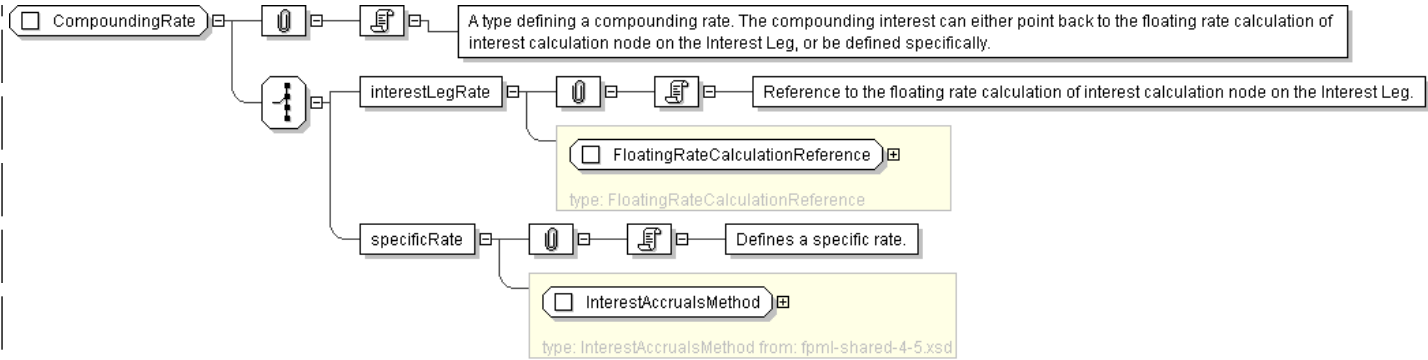 CompoundingRate
A type defining a compounding rate. The compounding interest can either point back to the floating rate calculation of
interest calculation node on the Interest Leg, or be defined specifically.
interestLegRate
Reference to the floating rate calculation of interest calculation node on the Interest Leg.
FloatingRateCalculationReference
type: FloatingRateCalculationReference
specificRate
Defines a specific rate.
InterestAccrualsMethod
type: InterestAccrualsMethod from: fpml-shared-4-5.xsd